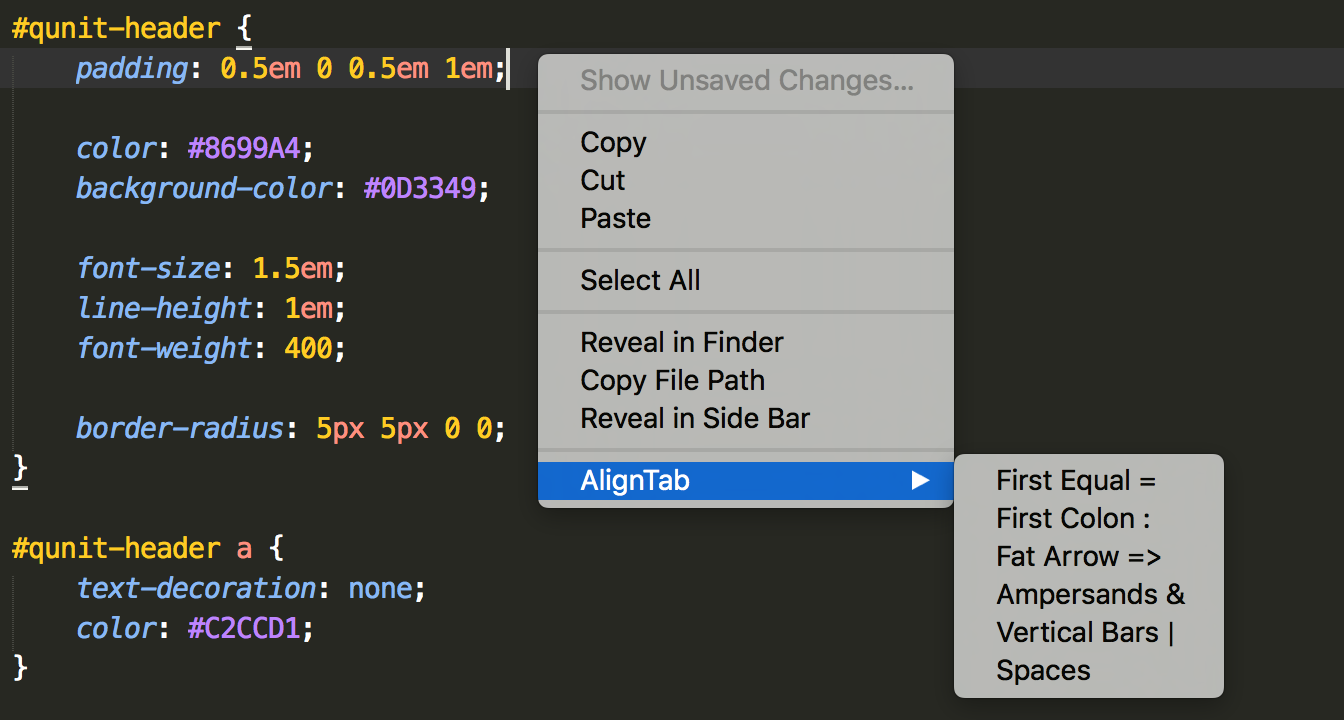 #qunit-header {
padding: 0.5em 0 0.5em 1em;
color: #8699A4;
background-color: #0D3349;
font-size: 1.5em;
line-height: 1em;
font-weight: 400;
border-radius: 5px 5px 0 0;
}
#qunit-header a {
text-decoration: none;
color: #C2CCD1;
}
Show Unsaved Changes...
Copy
Cut
Paste
Select All
Reveal in Finder
Copy File Path
Reveal in Side Bar
AlignTab
First Equal =
First Colon :
Fat Arrow =>
Ampersands &
Vertical Bars |
Spaces